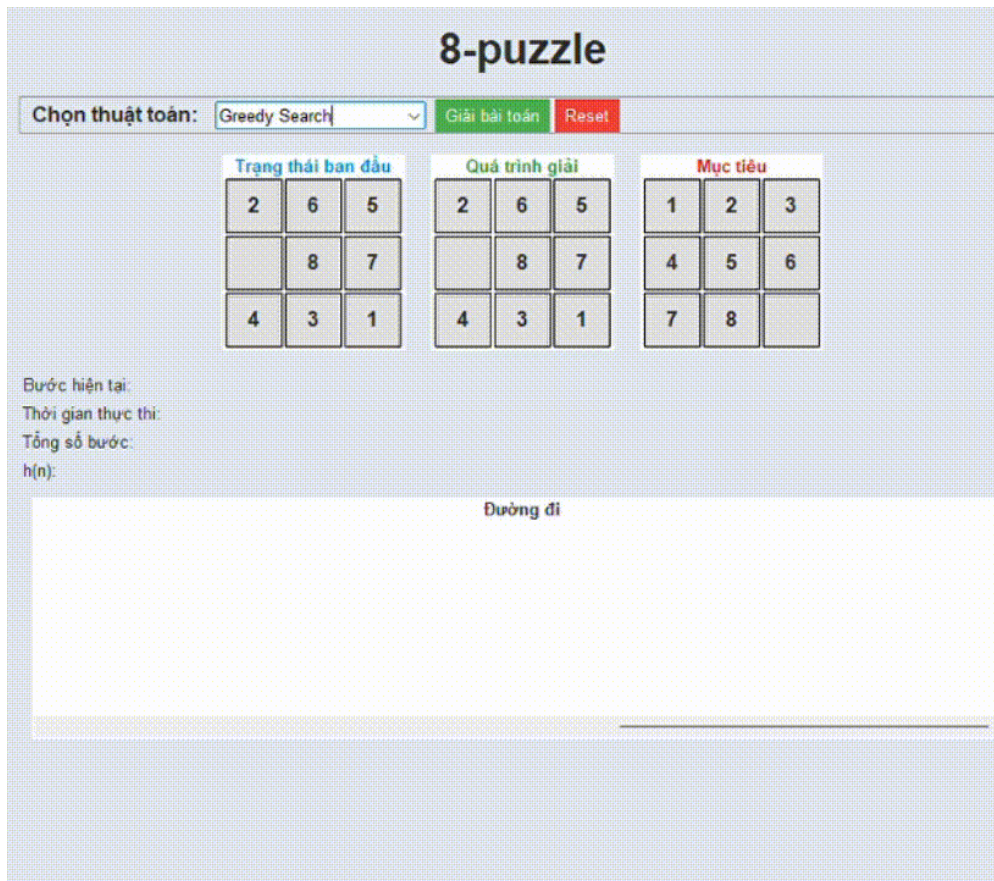 8-puzzle
Chọn thuật toán: Greedy Search Giải bài toán Reset
Trạng thái ban đầu Quá trình giải Mục tiêu
2 6 5 2 6 5 1 2 3
8 7 8 7 4 5 6
4 3 1 4 3 1 7 8
Bước hiện tại:
Thời gian thực thi:
Tổng số bước:
h(n):
Đường đi